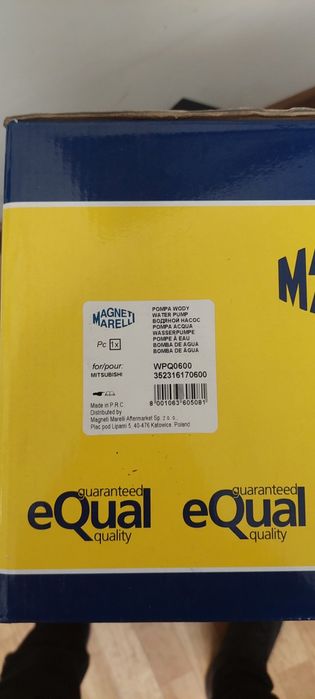 MA
MAGNETI
MARELLI
POMPA WODY
WATER PUMP
ВОДЯНОЙ НАСОС
POMPA ACQUA
WASSERPUMPE
POMPE À EAU
BOMBA DE AGUA
BOMBA DE ÁGUA
Pc 1x
for/pour: WPQ0600
MITSUBISHI 352316170600
8 001063 605081
Made in P.R.C.
Distributed by
Magneti Marelli Aftermarket Sp. z o. o.,
Plac pod Lipami 5, 40-476 Katowice, Poland
guaranteed
eQual
quality
guaranteed
eQual
quality